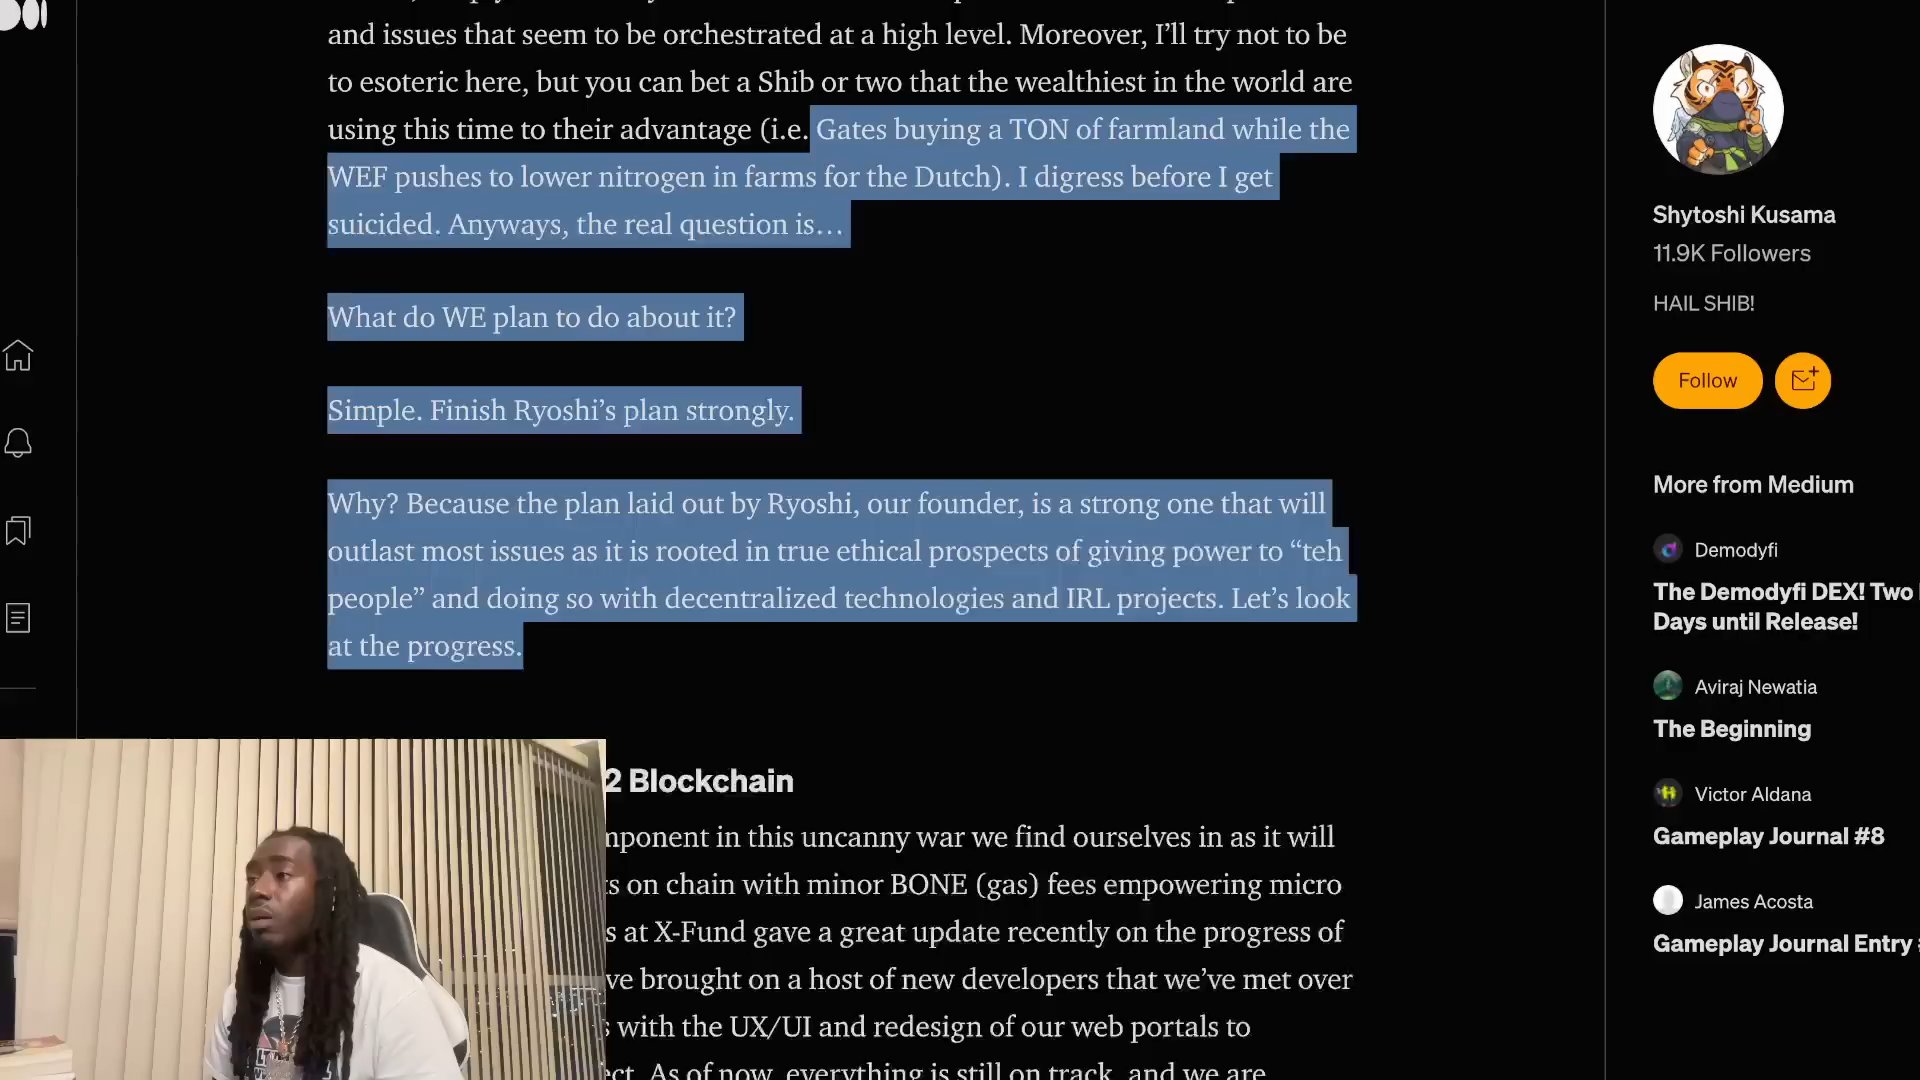 and issues that seem to be orchestrated at a high level. Moreover, I'll try not to be
to esoteric here, but you can bet a Shib or two that the wealthiest in the world are
using this time to their advantage (i.e. Gates buying a TON of farmland while the
WEF pushes to lower nitrogen in farms for the Dutch). I digress before I get
suicided. Anyways, the real question is…
What do WE plan to do about it?
Simple. Finish Ryoshi's plan strongly.
Why? Because the plan laid out by Ryoshi, our founder, is a strong one that will
outlast most issues as it is rooted in true ethical prospects of giving power to “teh
people” and doing so with decentralized technologies and IRL projects. Let's look
at the progress.
2 Blockchain
in this uncanny war we find ourselves in as it will
on chain with minor BONE (gas) fees empowering micro
at X-Fund gave a great update recently on the progress of
brought on a host of new developers that we've met over
with the UX/UI and redesign of our web portals to
As of now, everything is still on track, and we are
Shytoshi Kusama
11.9K Followers
HAIL SHIB!
Follow
More from Medium
Demodyfi
The Demodyfi DEX! Two
Days until Release!
Aviraj Newatia
The Beginning
Victor Aldana
Gameplay Journal #8
James Acosta
Gameplay Journal Entry